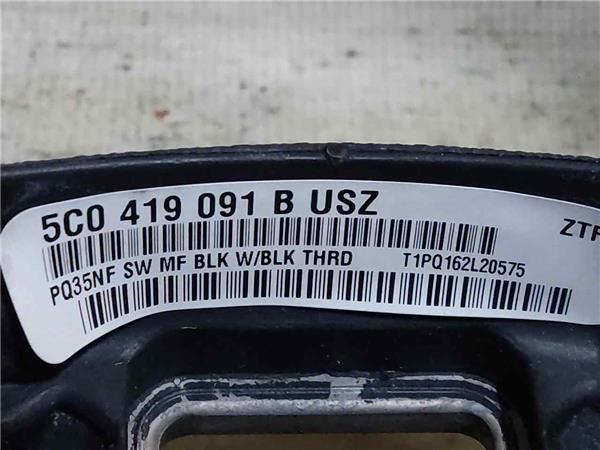 5C0 419 091 B USZ
ZTF
T1PQ162L20575
PQ35NF SW MF BLK W/BLK THRD